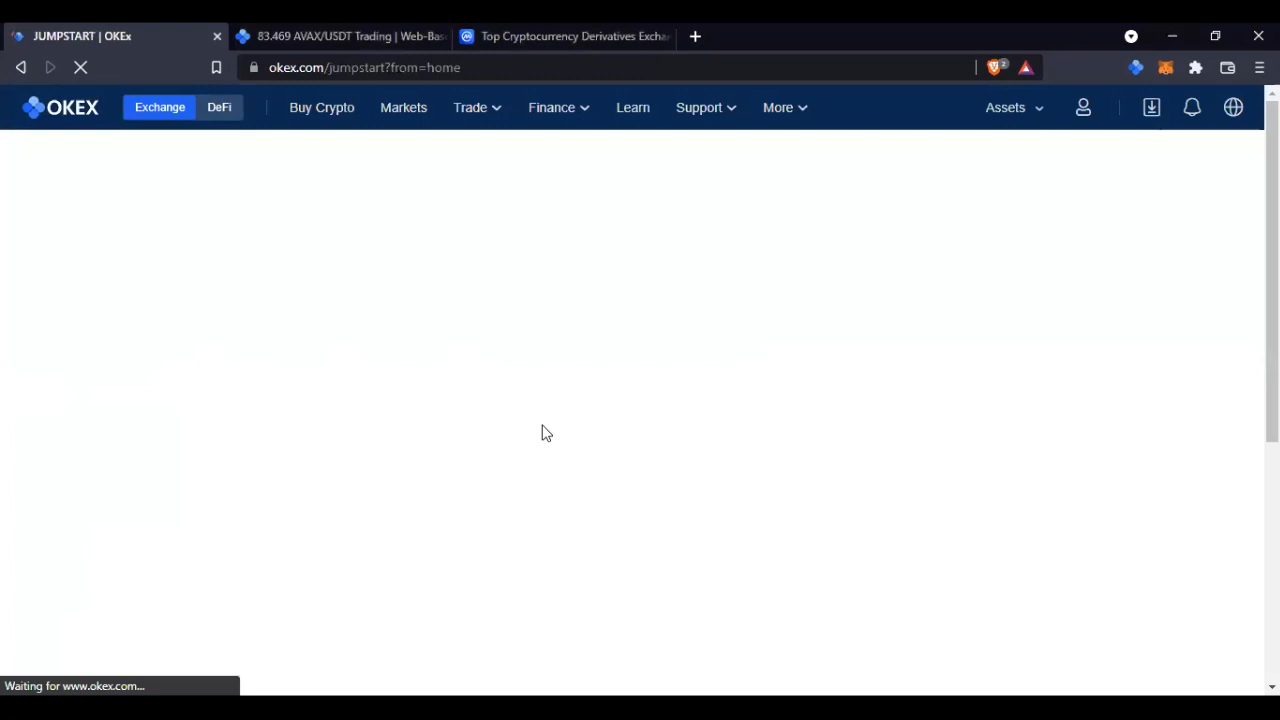 JUMPSTART | OKEx
83.469 AVAX/USDT Trading | Web-Bas
Top Cryptocurrency Derivatives Excha
okex.com/jumpstart?from=home
2
OKEX Exchange DeFi Buy Crypto Markets Trade Finance Learn Support More Assets
Waiting for www.okex.com...